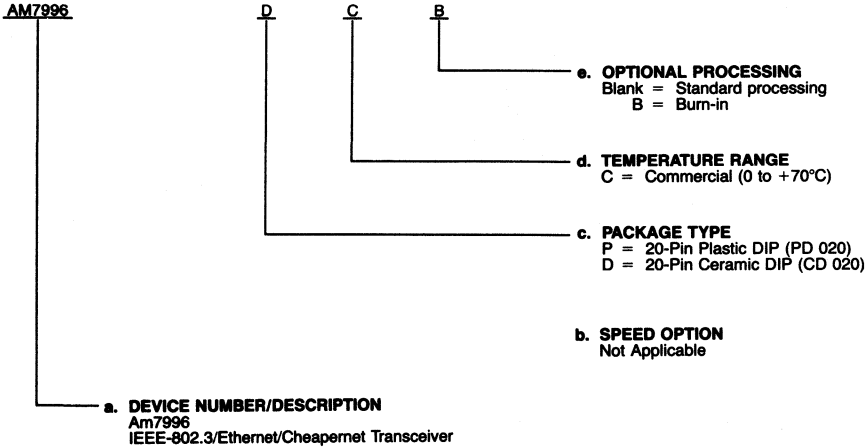 AM7996 D C B
e. OPTIONAL PROCESSING
Blank = Standard processing
B = Burn-in
d. TEMPERATURE RANGE
C = Commercial (0 to +70°C)
c. PACKAGE TYPE
P = 20-Pin Plastic DIP (PD 020)
D = 20-Pin Ceramic DIP (CD 020)
b. SPEED OPTION
Not Applicable
a. DEVICE NUMBER/DESCRIPTION
Am7996
IEEE-802.3/Ethernet/Cheapernet Transceiver